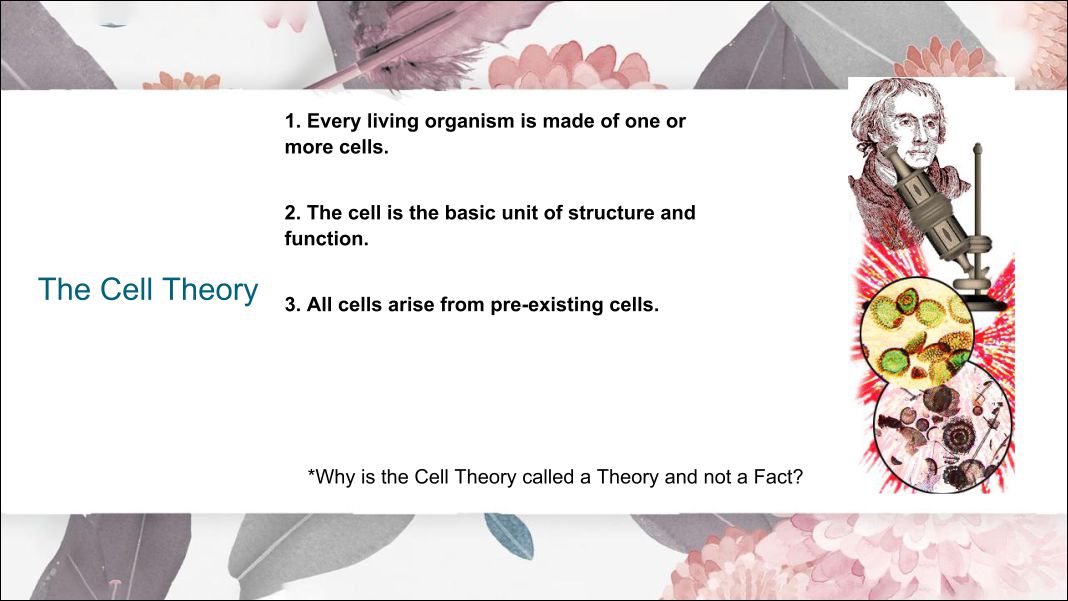 The Cell Theory
1. Every living organism is made of one or
more cells.
2. The cell is the basic unit of structure and
function.
3. All cells arise from pre-existing cells.
*Why is the Cell Theory called a Theory and not a Fact?